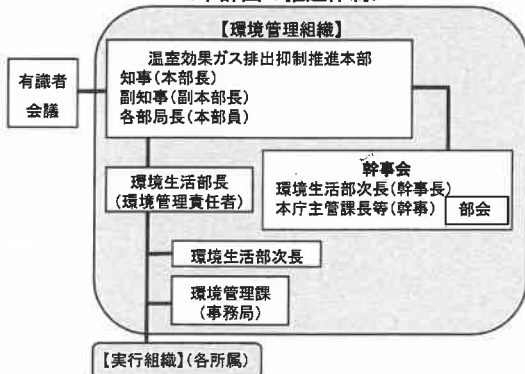 【環境管理組織】
温室効果ガス排出抑制推進本部
知事(本部長)
副知事(副本部長)
各部局長(本部員)
有識者
会議
環境生活部長
(環境管理責任者)
幹事会
環境生活部次長(幹事長)
本庁主管課長等(幹事)
部会
環境生活部次長
環境管理課
(事務局)
【実行組織】(各所属)